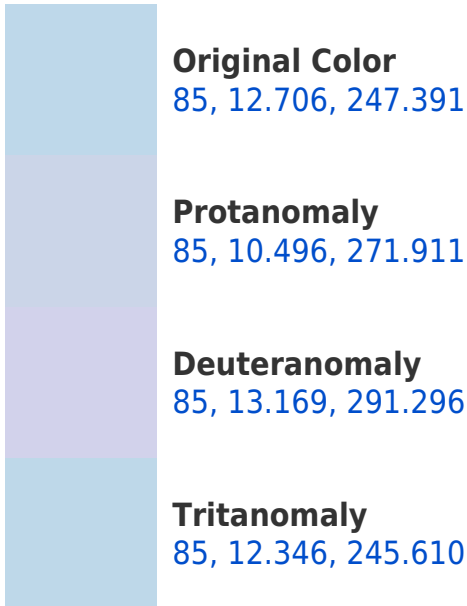 Original Color
85, 12.706, 247.391
Protanomaly
85, 10.496, 271.911
Deuteranomaly
85, 13.169, 291.296
Tritanomaly
85, 12.346, 245.610